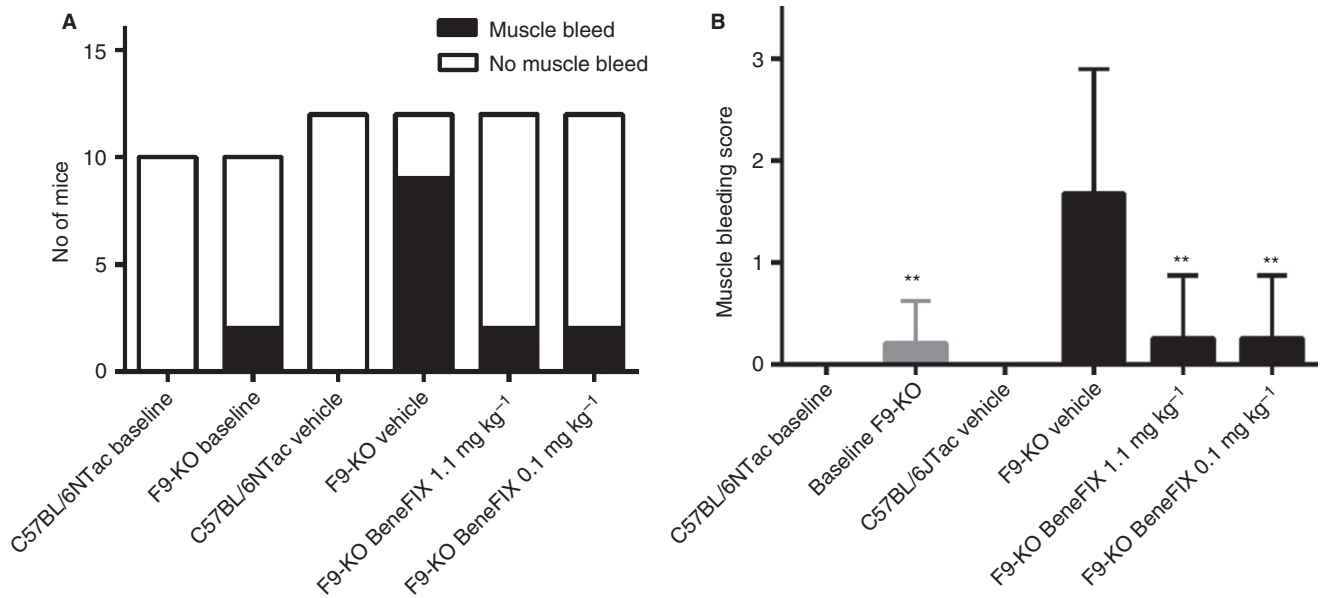 A
Muscle bleed
No muscle bleed
15
10
5
0
No of mice
C57BL/6NTac baseline
F9-KO baseline
C57BL/6NTac vehicle
F9-KO vehicle
F9-KO BeneFIX 1.1 mg kg⁻¹
F9-KO BeneFIX 0.1 mg kg⁻¹
B
3
2
1
0
Muscle bleeding score
**
**
**
C57BL/6NTac baseline
Baseline F9-KO
C57BL/6JTac vehicle
F9-KO vehicle
F9-KO BeneFIX 1.1 mg kg⁻¹
F9-KO BeneFIX 0.1 mg kg⁻¹